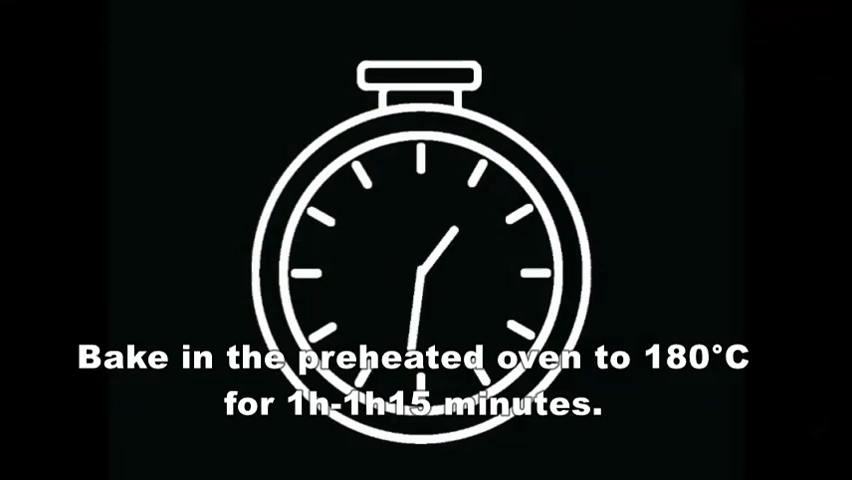 Bake in the preheated oven to 180°C
for 1h-1h15 minutes.